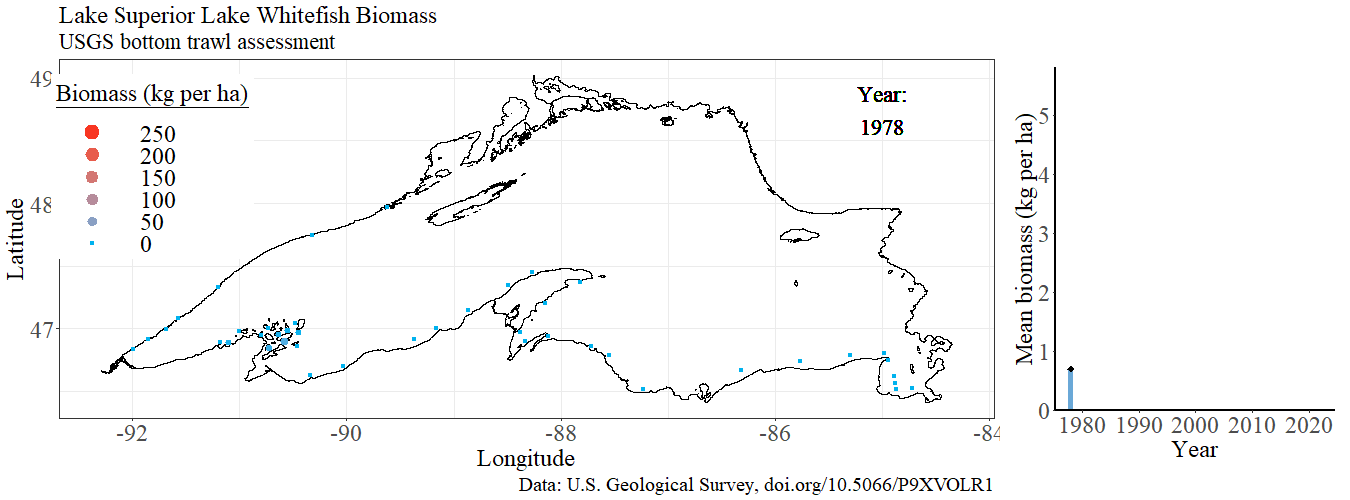 Lake Superior Lake Whitefish Biomass
USGS bottom trawl assessment
Biomass (kg per ha)
250
200
150
100
50
0
Year:
1978
49
48
47
Latitude
-92
-90
-88
-86
-84
Longitude
Data: U.S. Geological Survey, doi.org/10.5066/P9XVOLR1
Mean biomass (kg per ha)
5
4
3
2
1
0
1980
1990
2000
2010
2020
Year